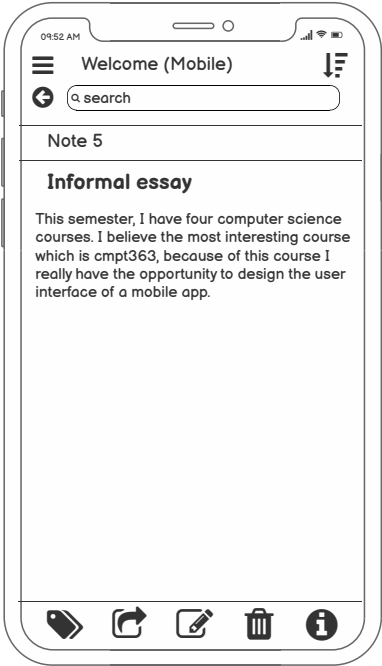 09:52 AM
Welcome (Mobile)
search
Note 5
Informal essay
This semester, I have four computer science
courses. I believe the most interesting course
which is cmpt363, because of this course I
really have the opportunity to design the user
interface of a mobile app.